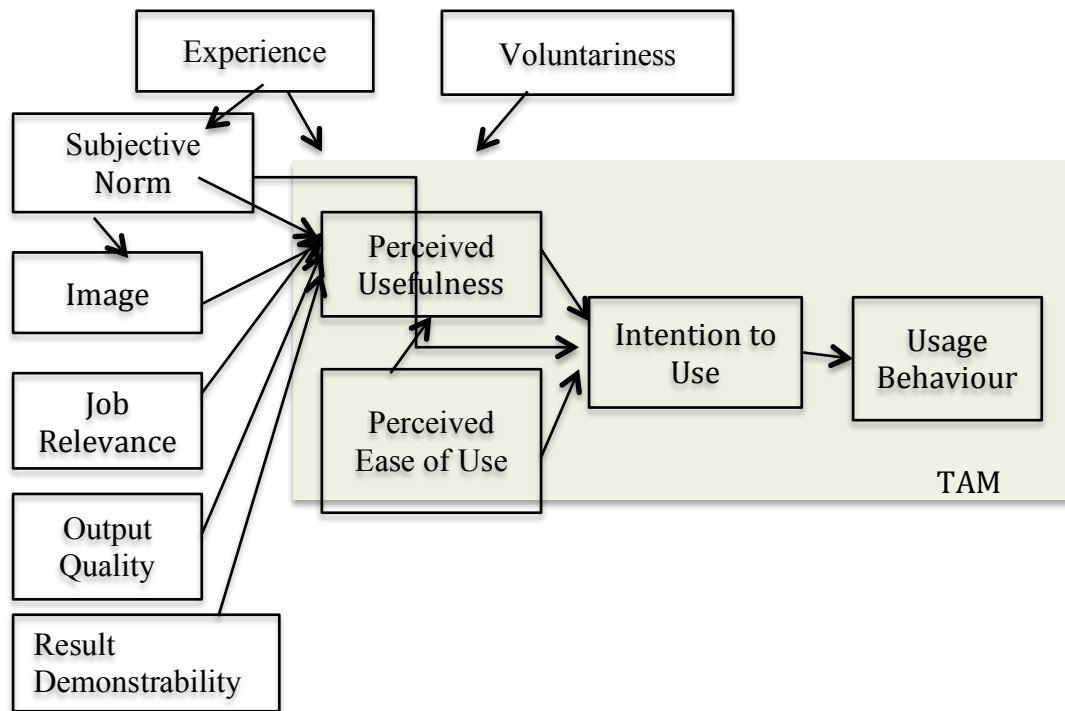 Experience
Voluntariness
Subjective
Norm
Image
Job
Relevance
Output
Quality
Result
Demonstrability
Perceived
Usefulness
Perceived
Ease of Use
Intention to
Use
Usage
Behaviour
TAM